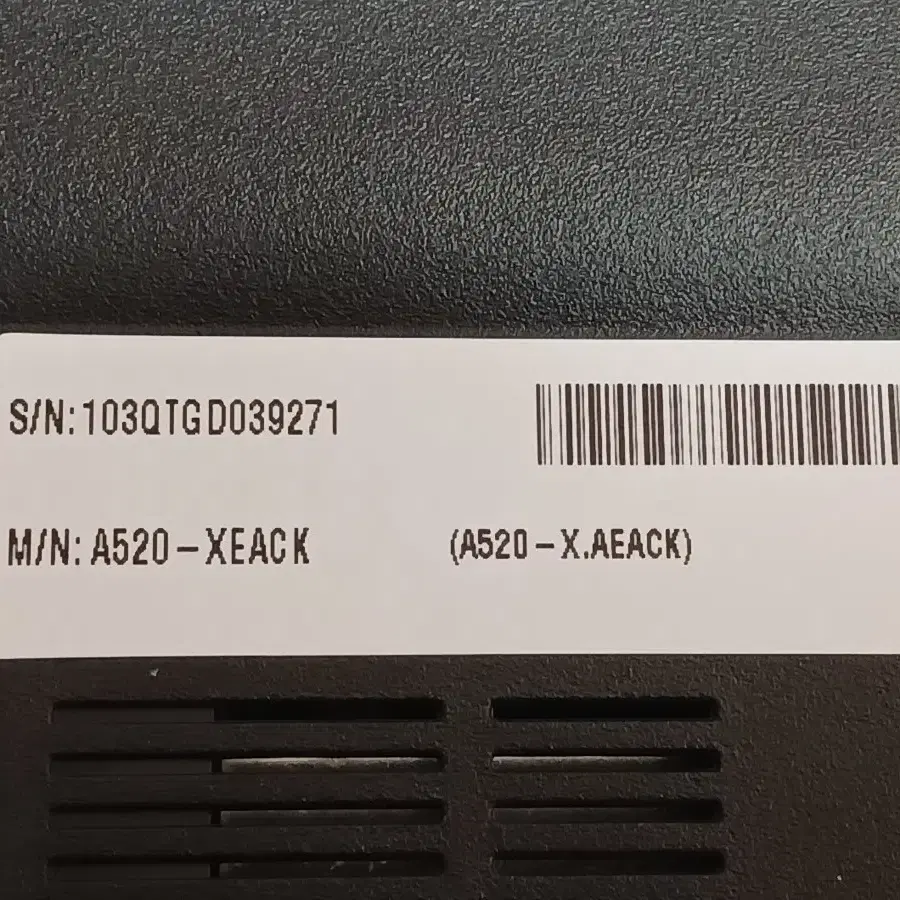 S/N:103QTGD039271
M/N: A520-XEACK (A520-X.AEACK)